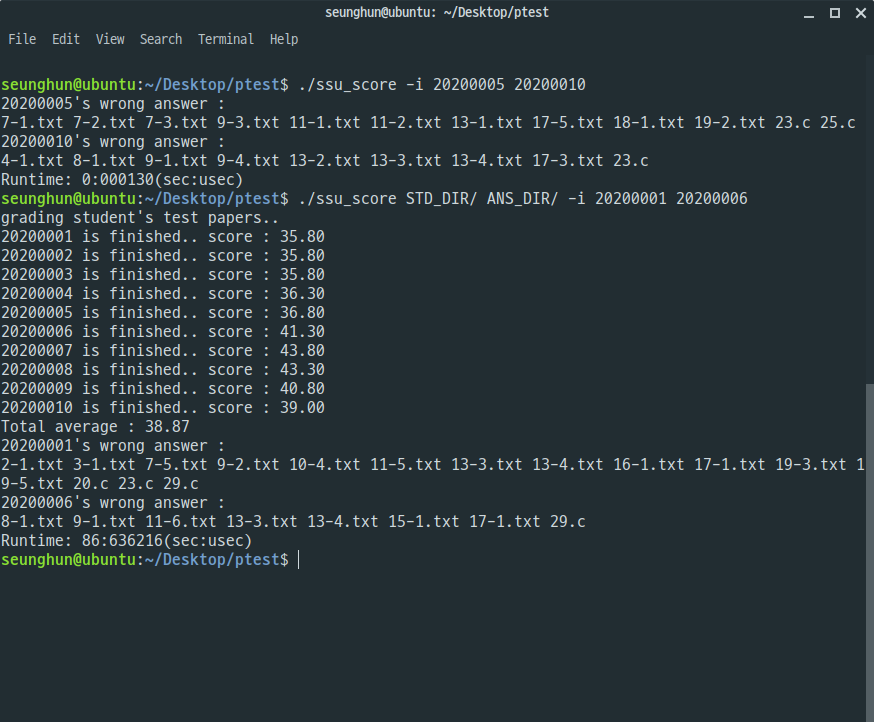 seunghun@ubuntu: ~/Desktop/ptest
File Edit View Search Terminal Help
seunghun@ubuntu:~/Desktop/ptest$ ./ssu_score -i 20200005 20200010
20200005's wrong answer :
7-1.txt 7-2.txt 7-3.txt 9-3.txt 11-1.txt 11-2.txt 13-1.txt 17-5.txt 18-1.txt 19-2.txt 23.c 25.c
20200010's wrong answer :
4-1.txt 8-1.txt 9-1.txt 9-4.txt 13-2.txt 13-3.txt 13-4.txt 17-3.txt 23.c
Runtime: 0:000130(sec:usec)
seunghun@ubuntu:~/Desktop/ptest$ ./ssu_score STD_DIR/ ANS_DIR/ -i 20200001 20200006
grading student's test papers..
20200001 is finished.. score : 35.80
20200002 is finished.. score : 35.80
20200003 is finished.. score : 35.80
20200004 is finished.. score : 36.30
20200005 is finished.. score : 36.80
20200006 is finished.. score : 41.30
20200007 is finished.. score : 43.80
20200008 is finished.. score : 43.30
20200009 is finished.. score : 40.80
20200010 is finished.. score : 39.00
Total average : 38.87
20200001's wrong answer :
2-1.txt 3-1.txt 7-5.txt 9-2.txt 10-4.txt 11-5.txt 13-3.txt 13-4.txt 16-1.txt 17-1.txt 19-3.txt 1
9-5.txt 20.c 23.c 29.c
20200006's wrong answer :
8-1.txt 9-1.txt 11-6.txt 13-3.txt 13-4.txt 15-1.txt 17-1.txt 29.c
Runtime: 86:636216(sec:usec)
seunghun@ubuntu:~/Desktop/ptest$